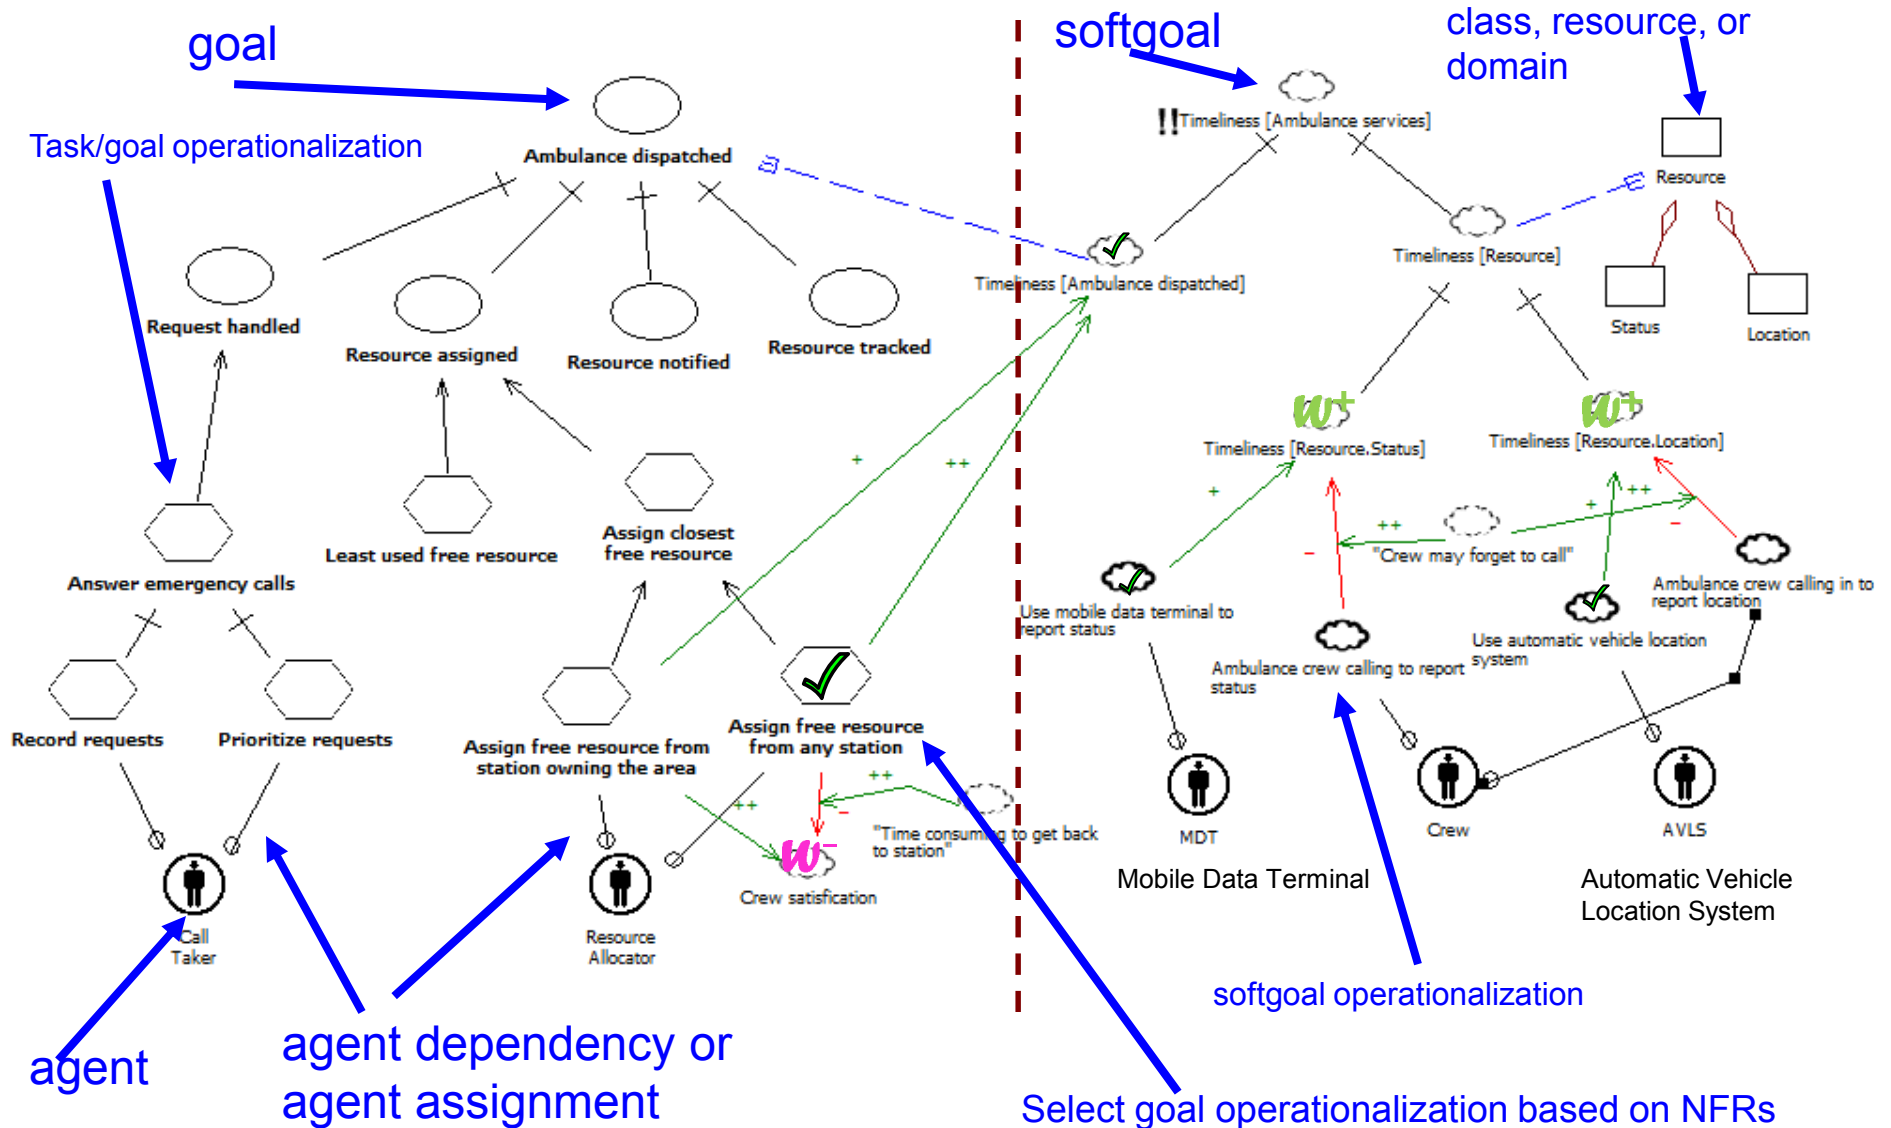 goal
softgoal
class, resource, or
domain
Task/goal operationalization
!!Timeliness [Ambulance services]
Ambulance dispatched
Resource
Timeliness [Resource]
Timeliness [Ambulance dispatched]
Request handled
Resource assigned
Resource notified
Resource tracked
Status
Location
w+
w+
Timeliness [Resource.Status]
Timeliness [Resource.Location]
+
++
+
++
+
++
-
-
"Crew may forget to call"
Least used free resource
Assign closest
free resource
Answer emergency calls
Use mobile data terminal to
report status
Ambulance crew calling in to
report location
Use automatic vehicle location
system
Ambulance crew calling to report
status
Record requests
Prioritize requests
Assign free resource from
station owning the area
Assign free resource
from any station
++
++
-
"Time consuming to get back
to station"
w-
Crew satisfication
MDT
Crew
AVLS
Mobile Data Terminal
Automatic Vehicle
Location System
Call
Taker
Resource
Allocator
softgoal operationalization
agent
agent dependency or
agent assignment
Select goal operationalization based on NFRs